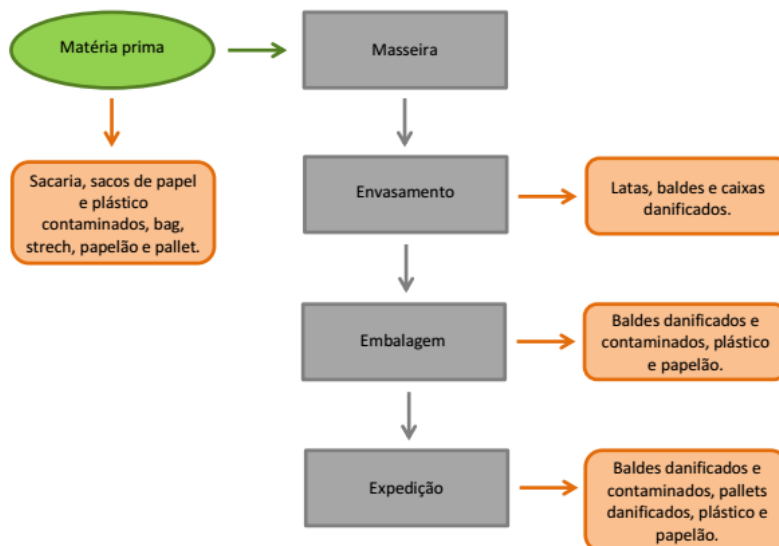 Matéria prima
Masseira
Sacaria, sacos de papel
e plástico
contaminados, bag,
strech, papelão e pallet.
Envasamento
Latas, baldes e caixas
danificados.
Embalagem
Baldes danificados e
contaminados, plástico
e papelão.
Expedição
Baldes danificados e
contaminados, pallets
danificados, plástico e
papelão.